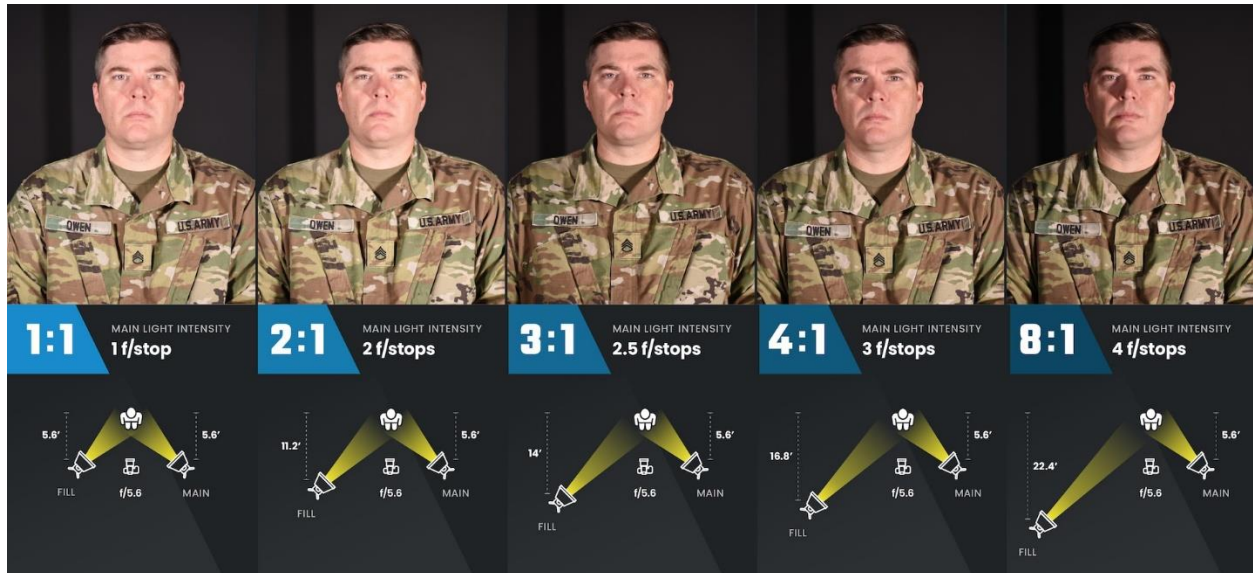 OWEN
U.S.ARMY
OWEN
U.S.ARMY
OWEN
U.S.ARMY
OWEN
U.S.ARMY
OWEN
U.S.ARMY
1:1
MAIN LIGHT INTENSITY
1 f/stop
2:1
MAIN LIGHT INTENSITY
2 f/stops
3:1
MAIN LIGHT INTENSITY
2.5 f/stops
4:1
MAIN LIGHT INTENSITY
3 f/stops
8:1
MAIN LIGHT INTENSITY
4 f/stops
5.6′
5.6′
FILL
f/5.6
MAIN
11.2′
5.6′
f/5.6
MAIN
FILL
14′
5.6′
f/5.6
MAIN
FILL
16.8′
5.6′
f/5.6
MAIN
FILL
22.4′
5.6′
f/5.6
MAIN
FILL